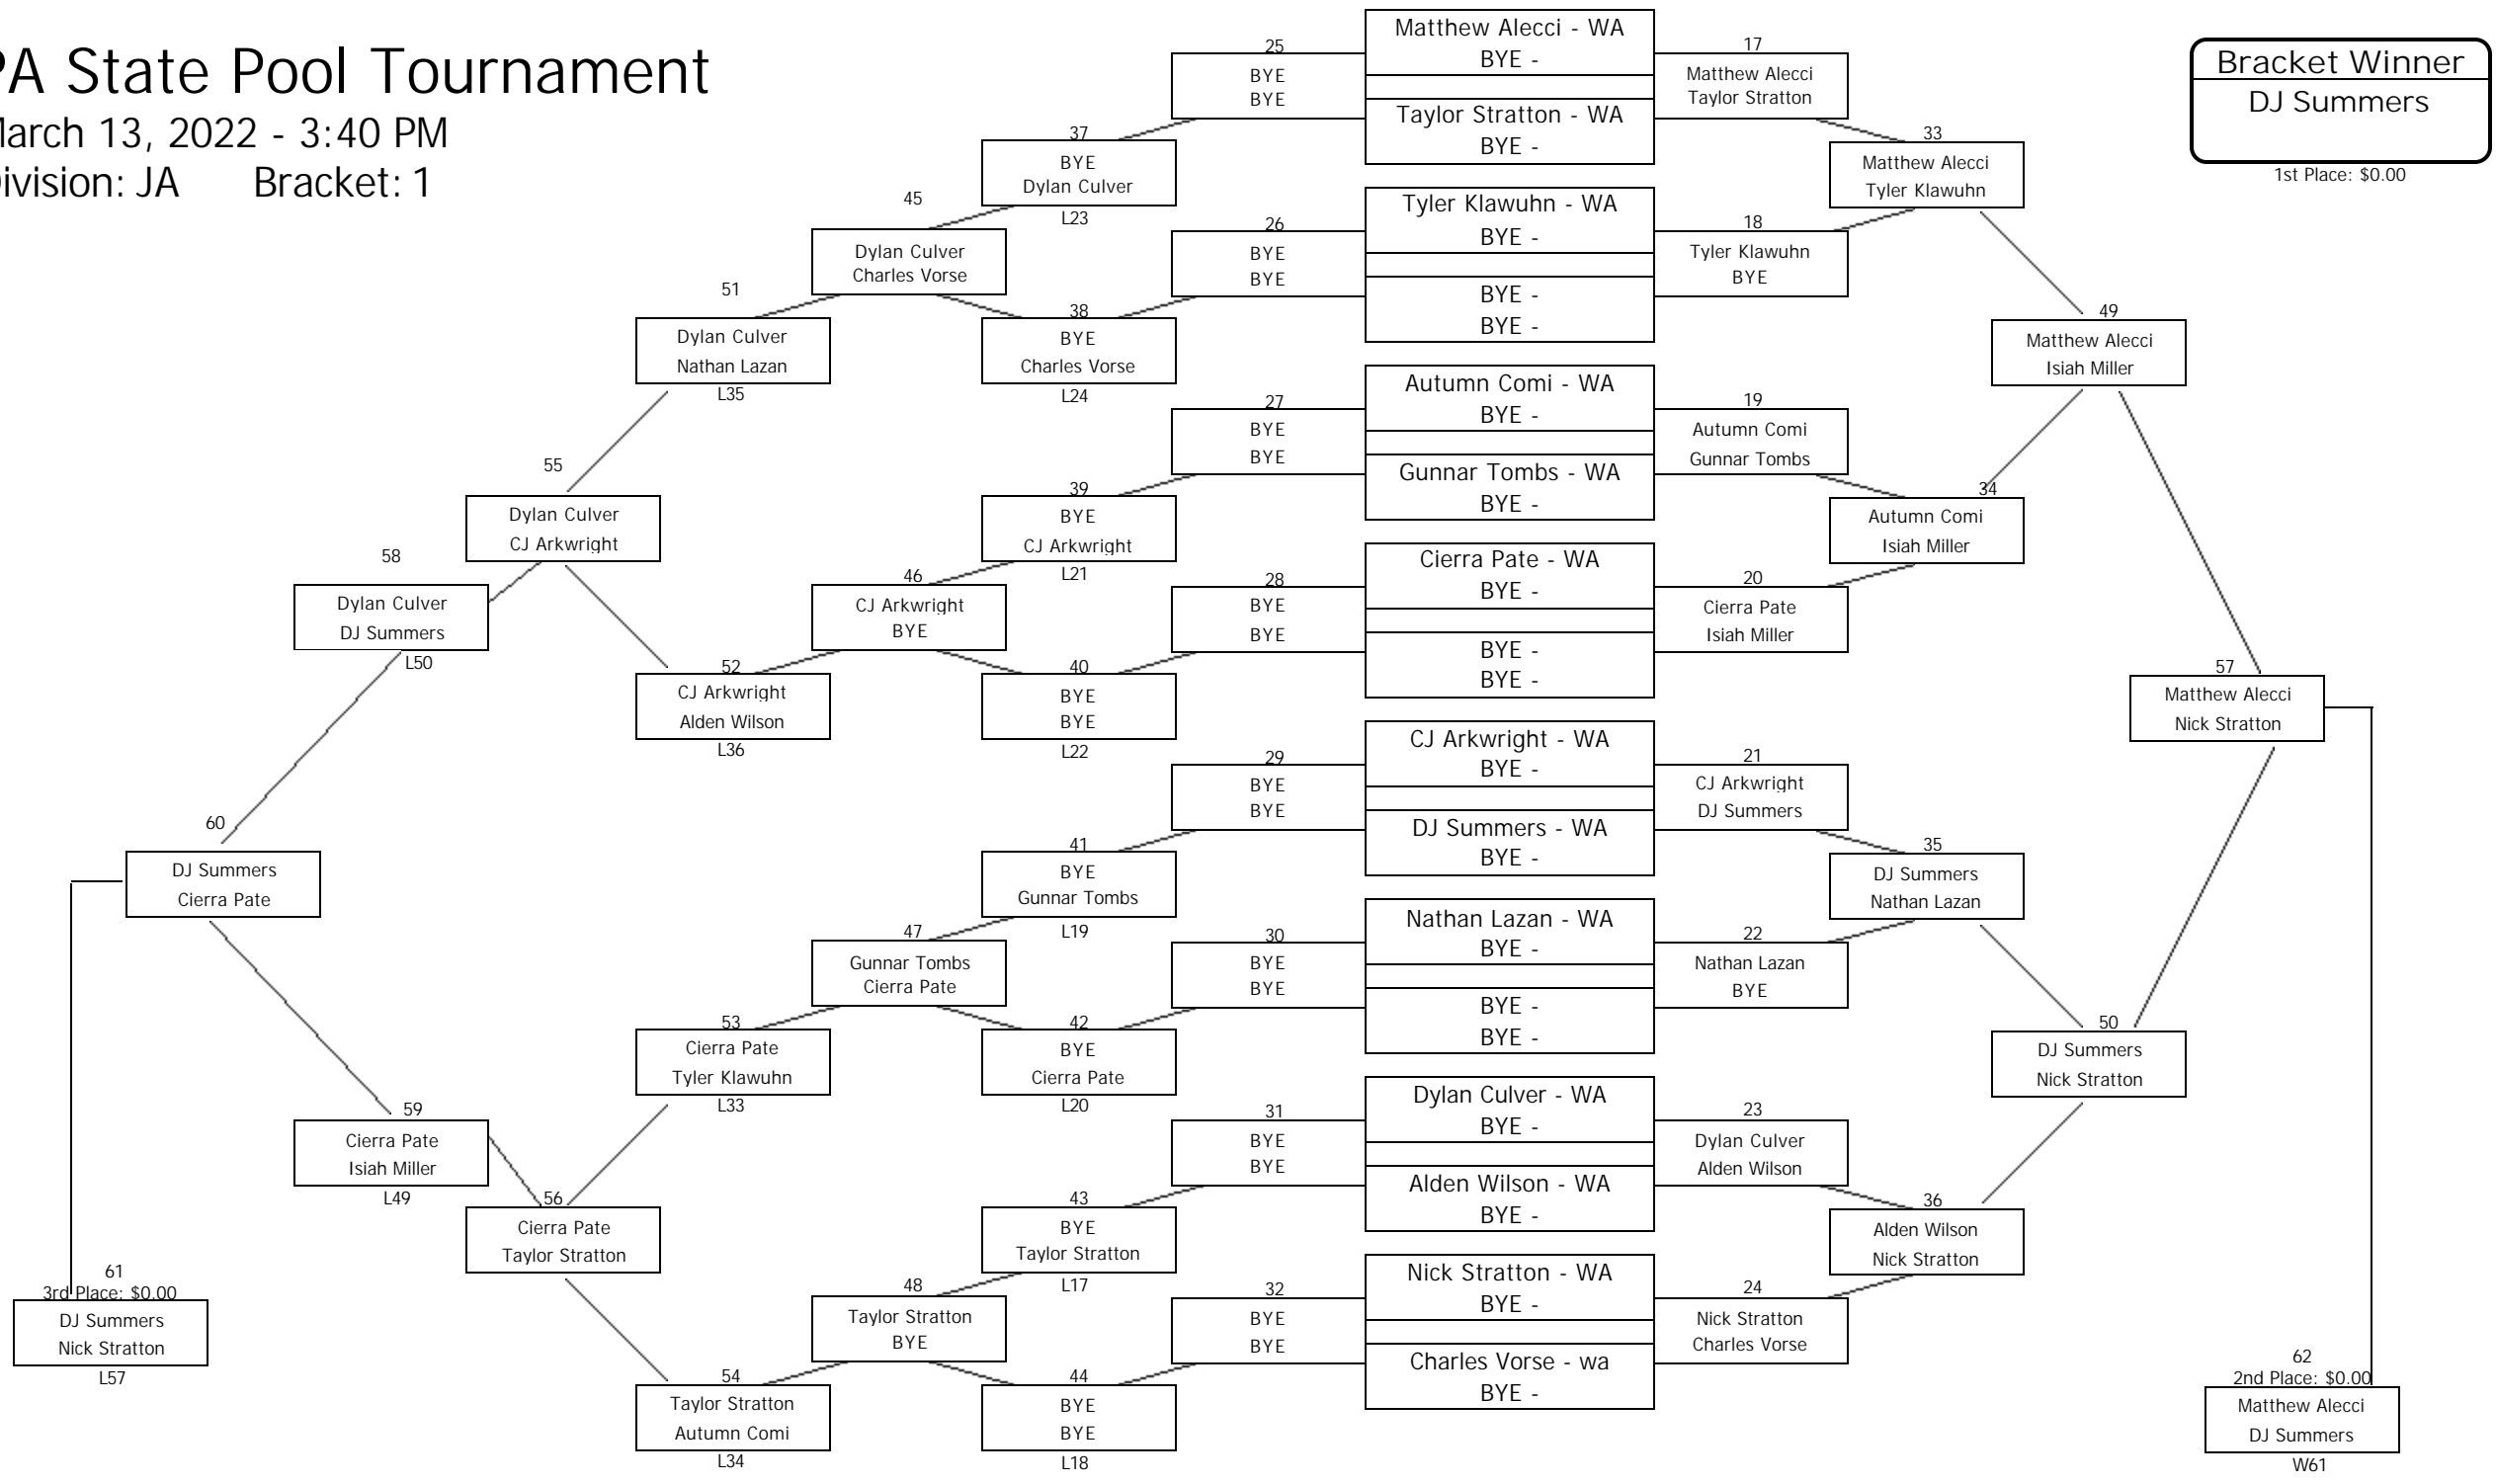 PA State Pool Tournament
March 13, 2022 - 3:40 PM
Division: JA Bracket: 1
Bracket Winner
DJ Summers
1st Place: $0.00
Matthew Alecci - WA
BYE -
Taylor Stratton - WA
BYE -
Tyler Klawuhn - WA
BYE -
BYE -
BYE -
Autumn Comi - WA
BYE -
Gunnar Tombs - WA
BYE -
Cierra Pate - WA
BYE -
BYE -
BYE -
CJ Arkwright - WA
BYE -
DJ Summers - WA
BYE -
Nathan Lazan - WA
BYE -
BYE -
BYE -
Dylan Culver - WA
BYE -
Alden Wilson - WA
BYE -
Nick Stratton - WA
BYE -
Charles Vorse - wa
BYE -
17
Matthew Alecci
Taylor Stratton
18
Tyler Klawuhn
BYE
19
Autumn Comi
Gunnar Tombs
20
Cierra Pate
Isiah Miller
21
CJ Arkwright
DJ Summers
22
Nathan Lazan
BYE
23
Dylan Culver
Alden Wilson
24
Nick Stratton
Charles Vorse
25
BYE
BYE
26
BYE
BYE
27
BYE
BYE
28
BYE
BYE
29
BYE
BYE
30
BYE
BYE
31
BYE
BYE
32
BYE
BYE
33
Matthew Alecci
Tyler Klawuhn
34
Autumn Comi
Isiah Miller
35
DJ Summers
Nathan Lazan
36
Alden Wilson
Nick Stratton
37
BYE
Dylan Culver
L23
38
BYE
Charles Vorse
L24
39
BYE
CJ Arkwright
L21
40
BYE
BYE
L22
41
BYE
Gunnar Tombs
L19
42
BYE
Cierra Pate
L20
43
BYE
Taylor Stratton
L17
44
BYE
BYE
L18
45
Dylan Culver
Charles Vorse
46
CJ Arkwright
BYE
47
Gunnar Tombs
Cierra Pate
48
Taylor Stratton
BYE
49
Matthew Alecci
Isiah Miller
50
DJ Summers
Nick Stratton
51
Dylan Culver
Nathan Lazan
L35
52
CJ Arkwright
Alden Wilson
L36
53
Cierra Pate
Tyler Klawuhn
L33
54
Taylor Stratton
Autumn Comi
L34
55
Dylan Culver
CJ Arkwright
56
Cierra Pate
Taylor Stratton
57
Matthew Alecci
Nick Stratton
58
Dylan Culver
DJ Summers
L50
59
Cierra Pate
Isiah Miller
L49
60
DJ Summers
Cierra Pate
61
3rd Place: $0.00
DJ Summers
Nick Stratton
L57
62
2nd Place: $0.00
Matthew Alecci
DJ Summers
W61